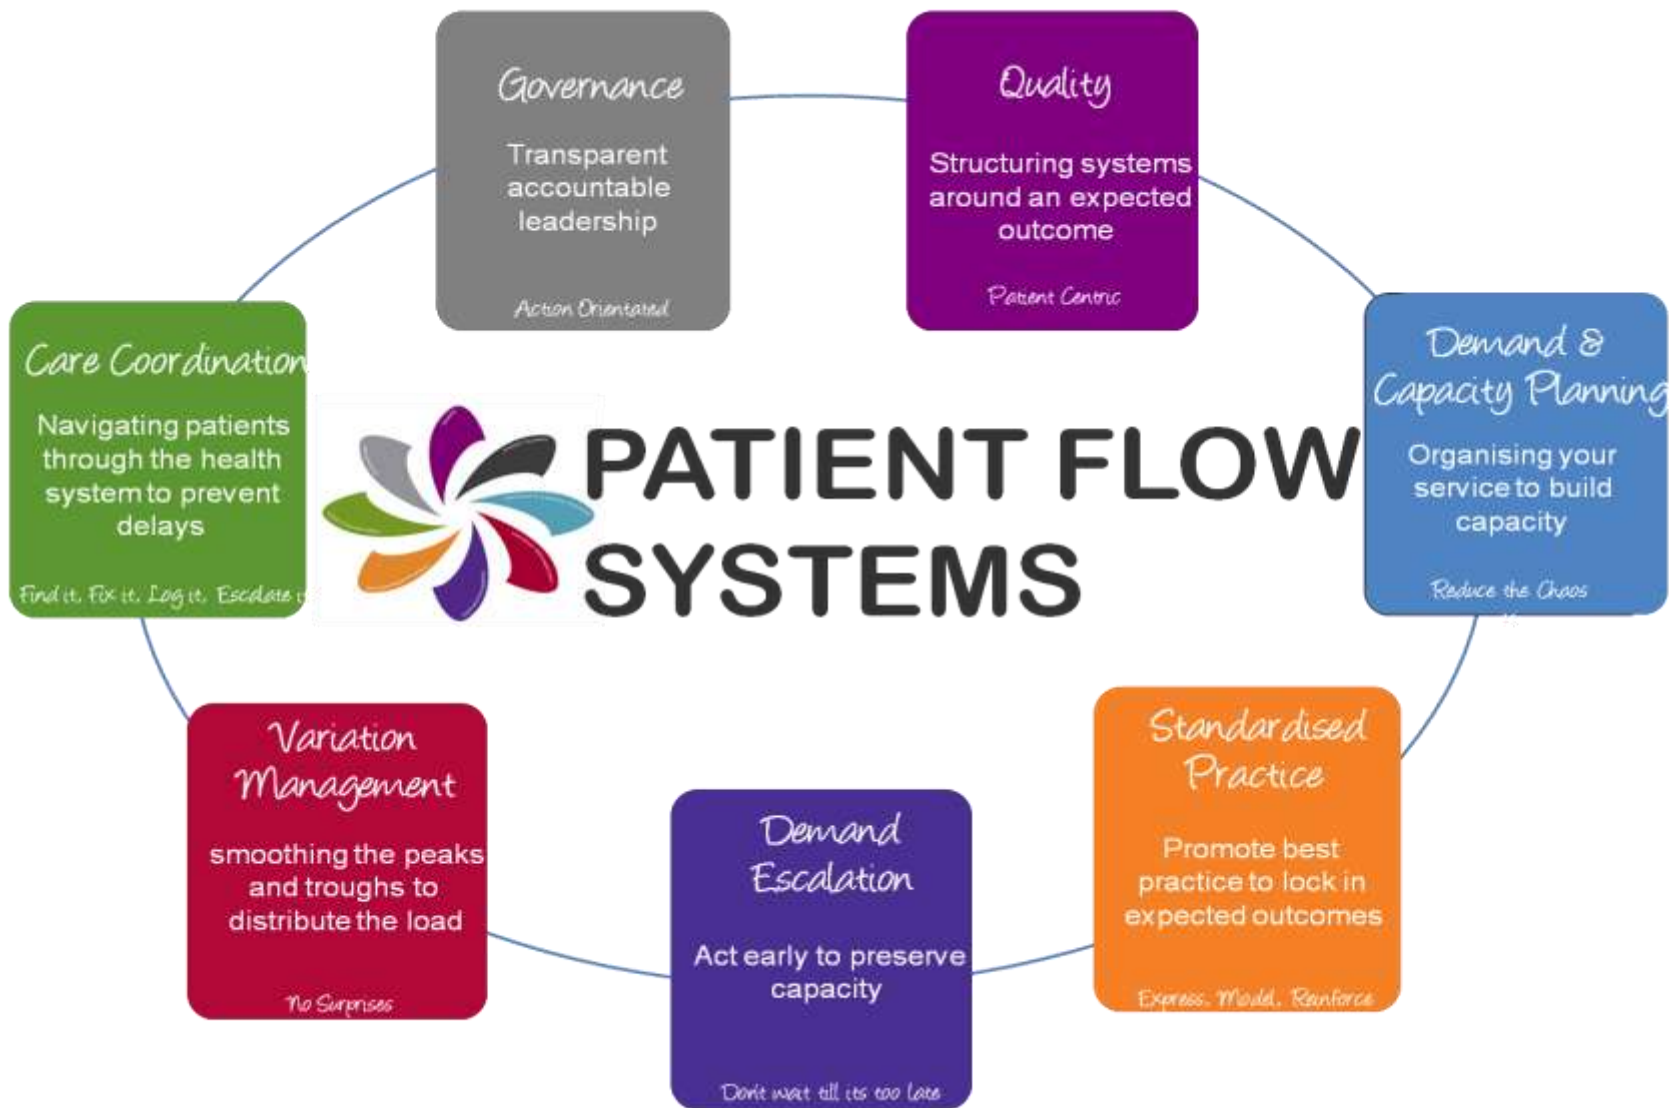 Governance
Transparent
accountable
leadership
Action Orientated
Quality
Structuring systems
around an expected
outcome
Patient Centric
Demand &
Capacity Planning
Organising your
service to build
capacity
Reduce the Chaos
Standardised
Practice
Promote best
practice to lock in
expected outcomes
Express, Model, Reinforce
Demand
Escalation
Act early to preserve
capacity
Don't wait till its too late
Variation
Management
smoothing the peaks
and troughs to
distribute the load
No Surprises
Care Coordination
Navigating patients
through the health
system to prevent
delays
Find it, Fix it, Log it, Escalate i
PATIENT FLOW
SYSTEMS